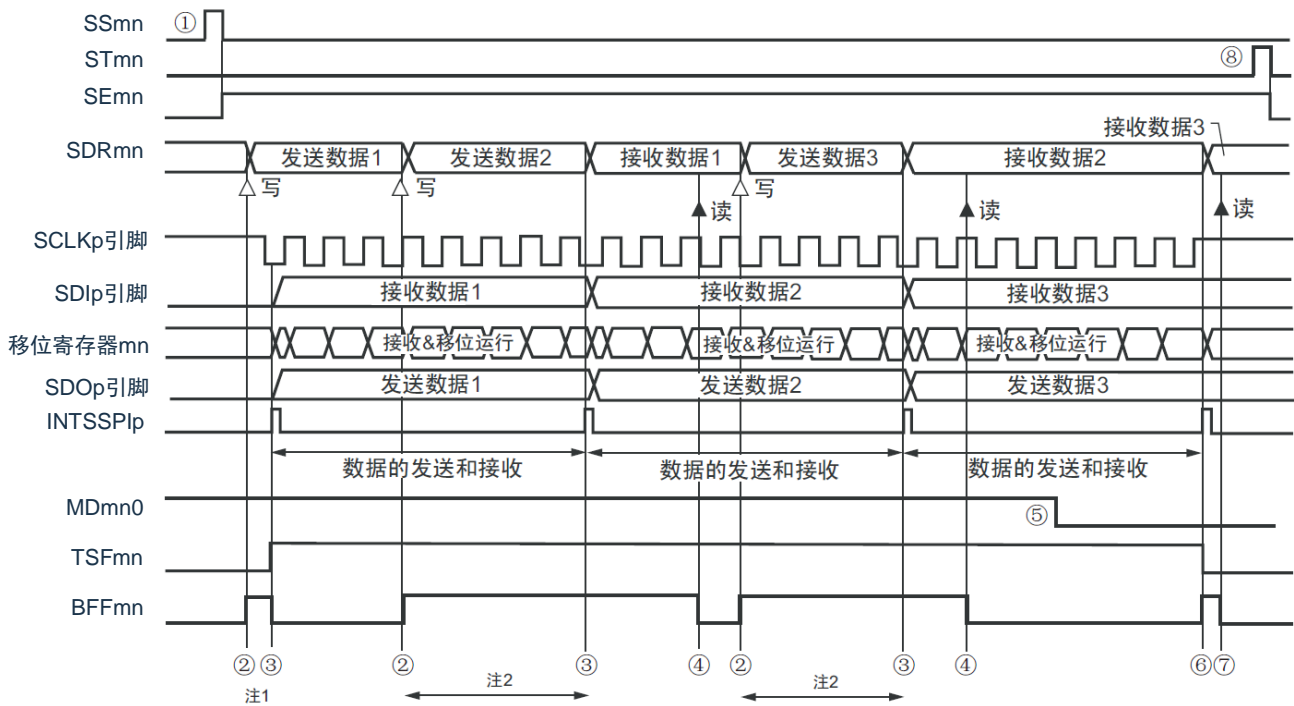 SSmn ①
STmn ⑧
SEmn
接收数据3
SDRmn 发送数据1 发送数据2 接收数据1 发送数据3 接收数据2
写 写 读 写 读 读
SCLKp引脚
SDIp引脚 接收数据1 接收数据2 接收数据3
移位寄存器mn 接收&移位运行 接收&移位运行 接收&移位运行
SDOp引脚 发送数据1 发送数据2 发送数据3
INTSSPIp
数据的发送和接收 数据的发送和接收 数据的发送和接收
MDmn0 ⑤
TSFmn
BFFmn
② ③ ② ③ ④ ② ③ ④ ⑥ ⑦
注1 注2 注2